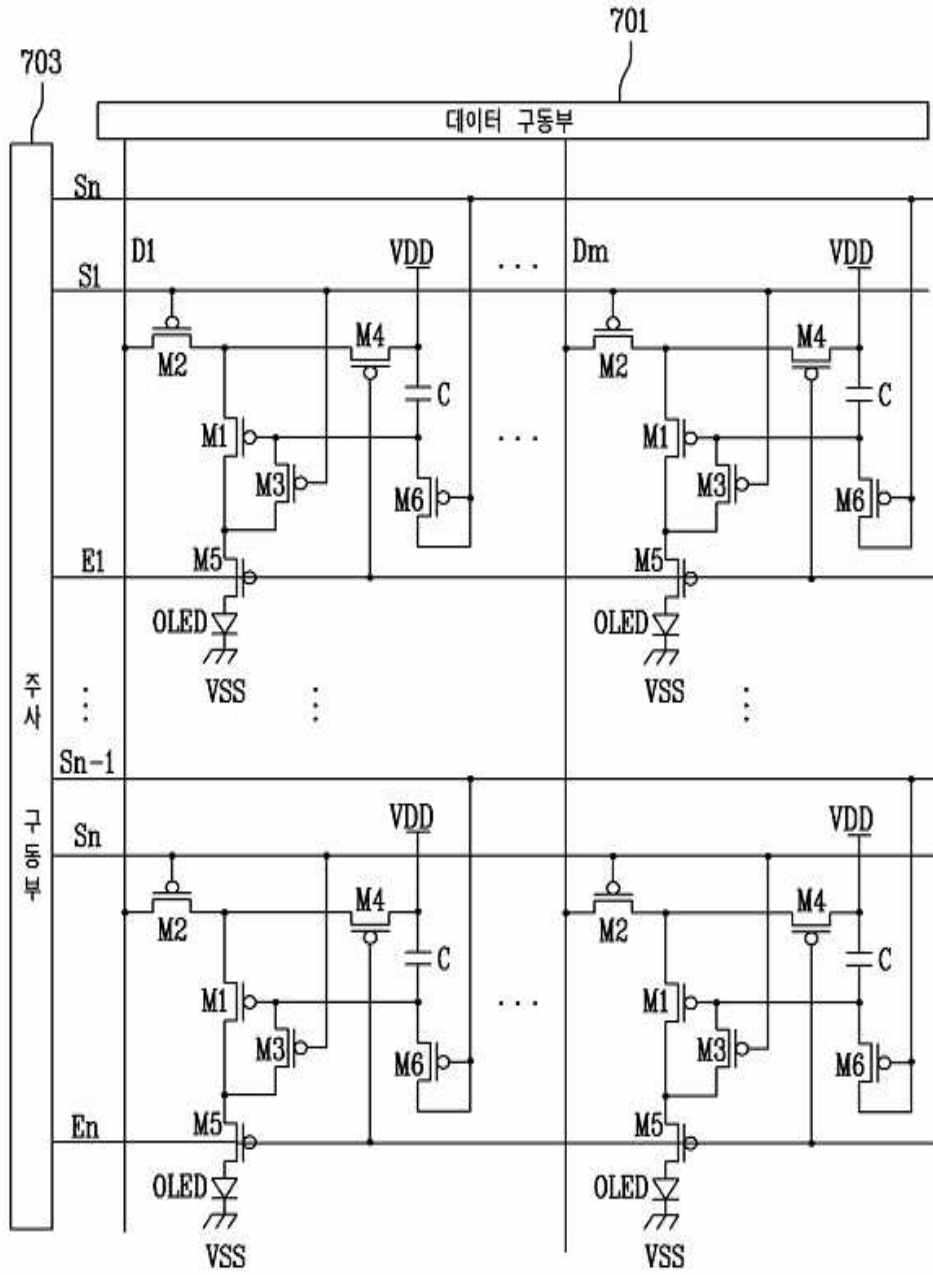 701
703
데이터 구동부
Sn
D1
VDD
. . .
Dm
VDD
S1
M2
M4
C
M1
M3
M6
. . .
M2
M4
C
M1
M3
M6
E1
M5
OLED
VSS
M5
OLED
VSS
주사 구동부
Sn-1
Sn
VDD
VDD
M2
M4
C
M1
M3
M6
. . .
M2
M4
C
M1
M3
M6
En
M5
OLED
VSS
M5
OLED
VSS